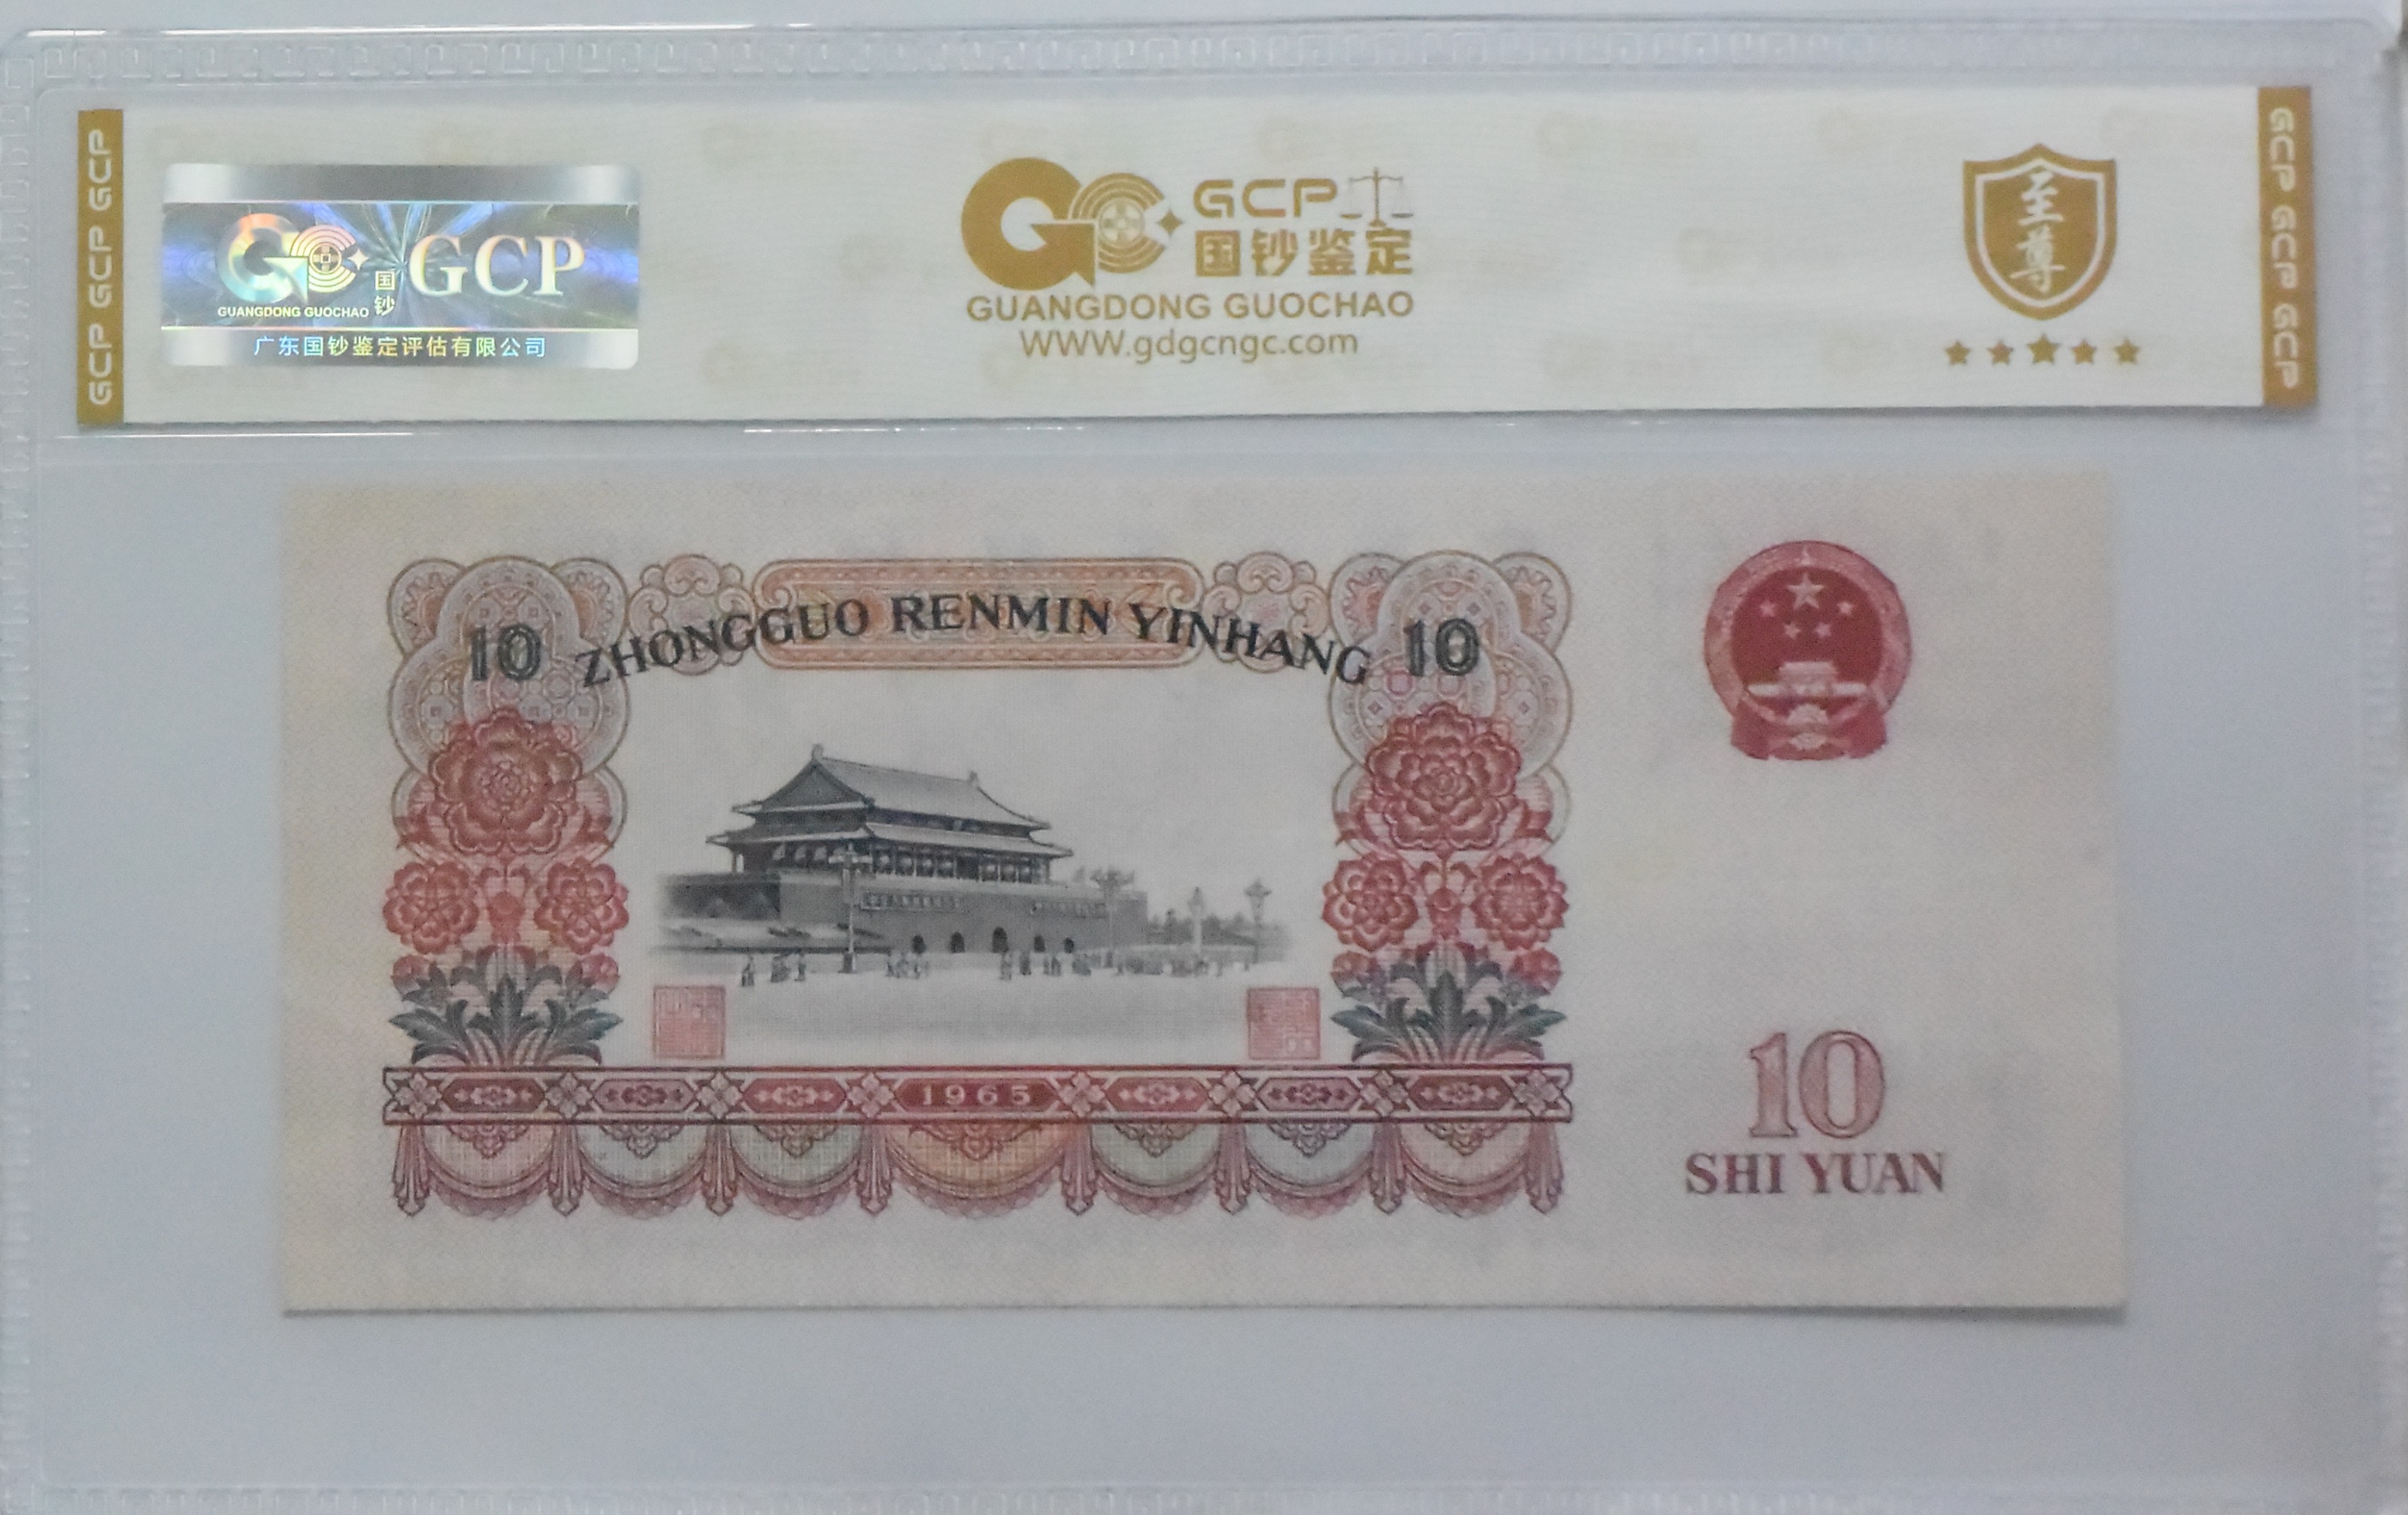 GCP GCP GCP
国钞
GCP
GUANGDONG GUOCHAO
广东国钞鉴定评估有限公司
GCP
国钞鉴定
GUANGDONG GUOCHAO
WWW.gdgcngc.com
至尊
GCP GCP GCP
10 ZHONGGUO RENMIN YINHANG 10
1965
10
SHI YUAN